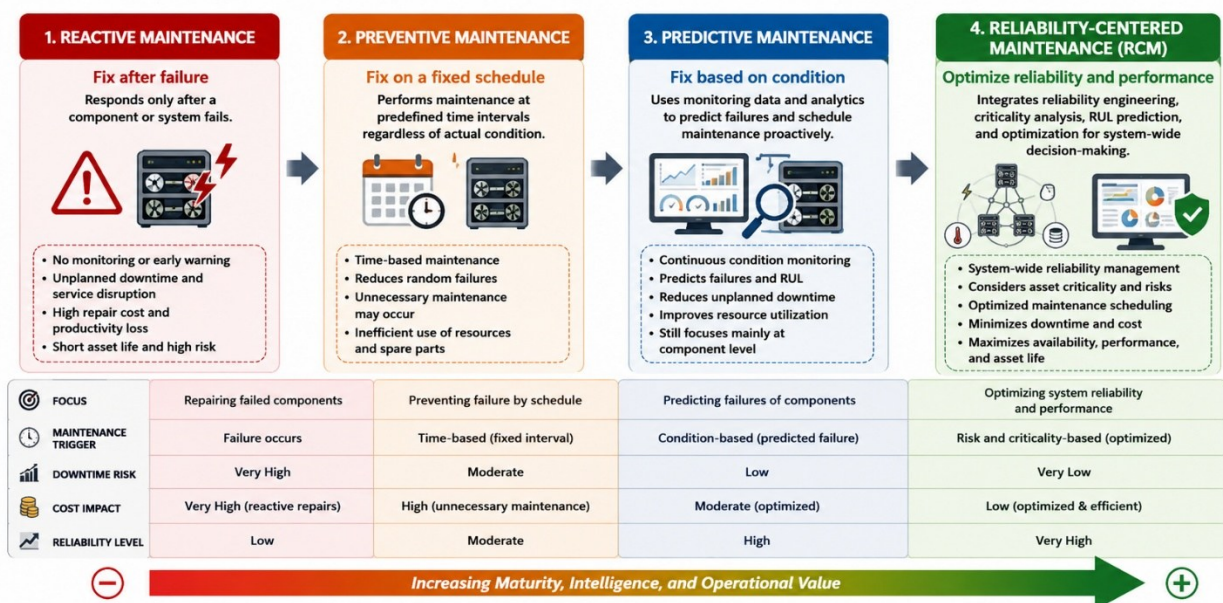 1. REACTIVE MAINTENANCE
Fix after failure
Responds only after a
component or system fails.
• No monitoring or early warning
• Unplanned downtime and
service disruption
• High repair cost and
productivity loss
• Short asset life and high risk
2. PREVENTIVE MAINTENANCE
Fix on a fixed schedule
Performs maintenance at
predefined time intervals
regardless of actual condition.
• Time-based maintenance
• Reduces random failures
• Unnecessary maintenance
may occur
• Inefficient use of resources
and spare parts
3. PREDICTIVE MAINTENANCE
Fix based on condition
Uses monitoring data and analytics
to predict failures and schedule
maintenance proactively.
• Continuous condition monitoring
• Predicts failures and RUL
• Reduces unplanned downtime
• Improves resource utilization
• Still focuses mainly at
component level
4. RELIABILITY-CENTERED
MAINTENANCE (RCM)
Optimize reliability and performance
Integrates reliability engineering,
criticality analysis, RUL prediction,
and optimization for system-wide
decision-making.
• System-wide reliability management
• Considers asset criticality and risks
• Optimized maintenance scheduling
• Minimizes downtime and cost
• Maximizes availability, performance,
and asset life
FOCUS
Repairing failed components
Preventing failure by schedule
Predicting failures of components
Optimizing system reliability
and performance
MAINTENANCE
TRIGGER
Failure occurs
Time-based (fixed interval)
Condition-based (predicted failure)
Risk and criticality-based (optimized)
DOWNTIME RISK
Very High
Moderate
Low
Very Low
COST IMPACT
Very High (reactive repairs)
High (unnecessary maintenance)
Moderate (optimized)
Low (optimized & efficient)
RELIABILITY LEVEL
Low
Moderate
High
Very High
Increasing Maturity, Intelligence, and Operational Value